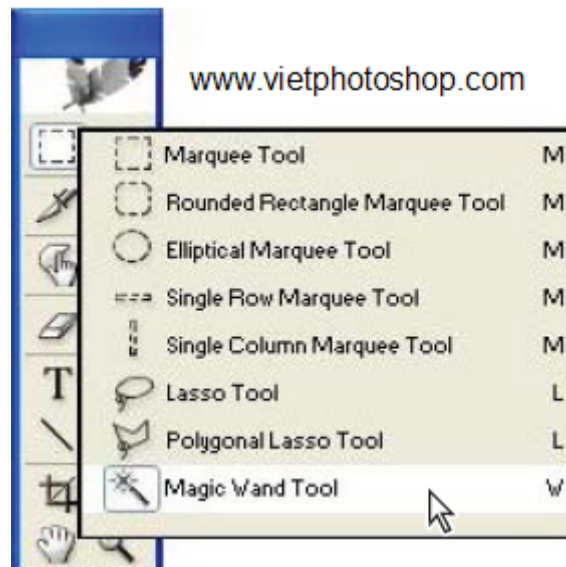 www.vietphotoshop.com
Marquee Tool M
Rounded Rectangle Marquee Tool M
Elliptical Marquee Tool M
Single Row Marquee Tool M
Single Column Marquee Tool M
Lasso Tool L
Polygonal Lasso Tool L
T
Magic Wand Tool W